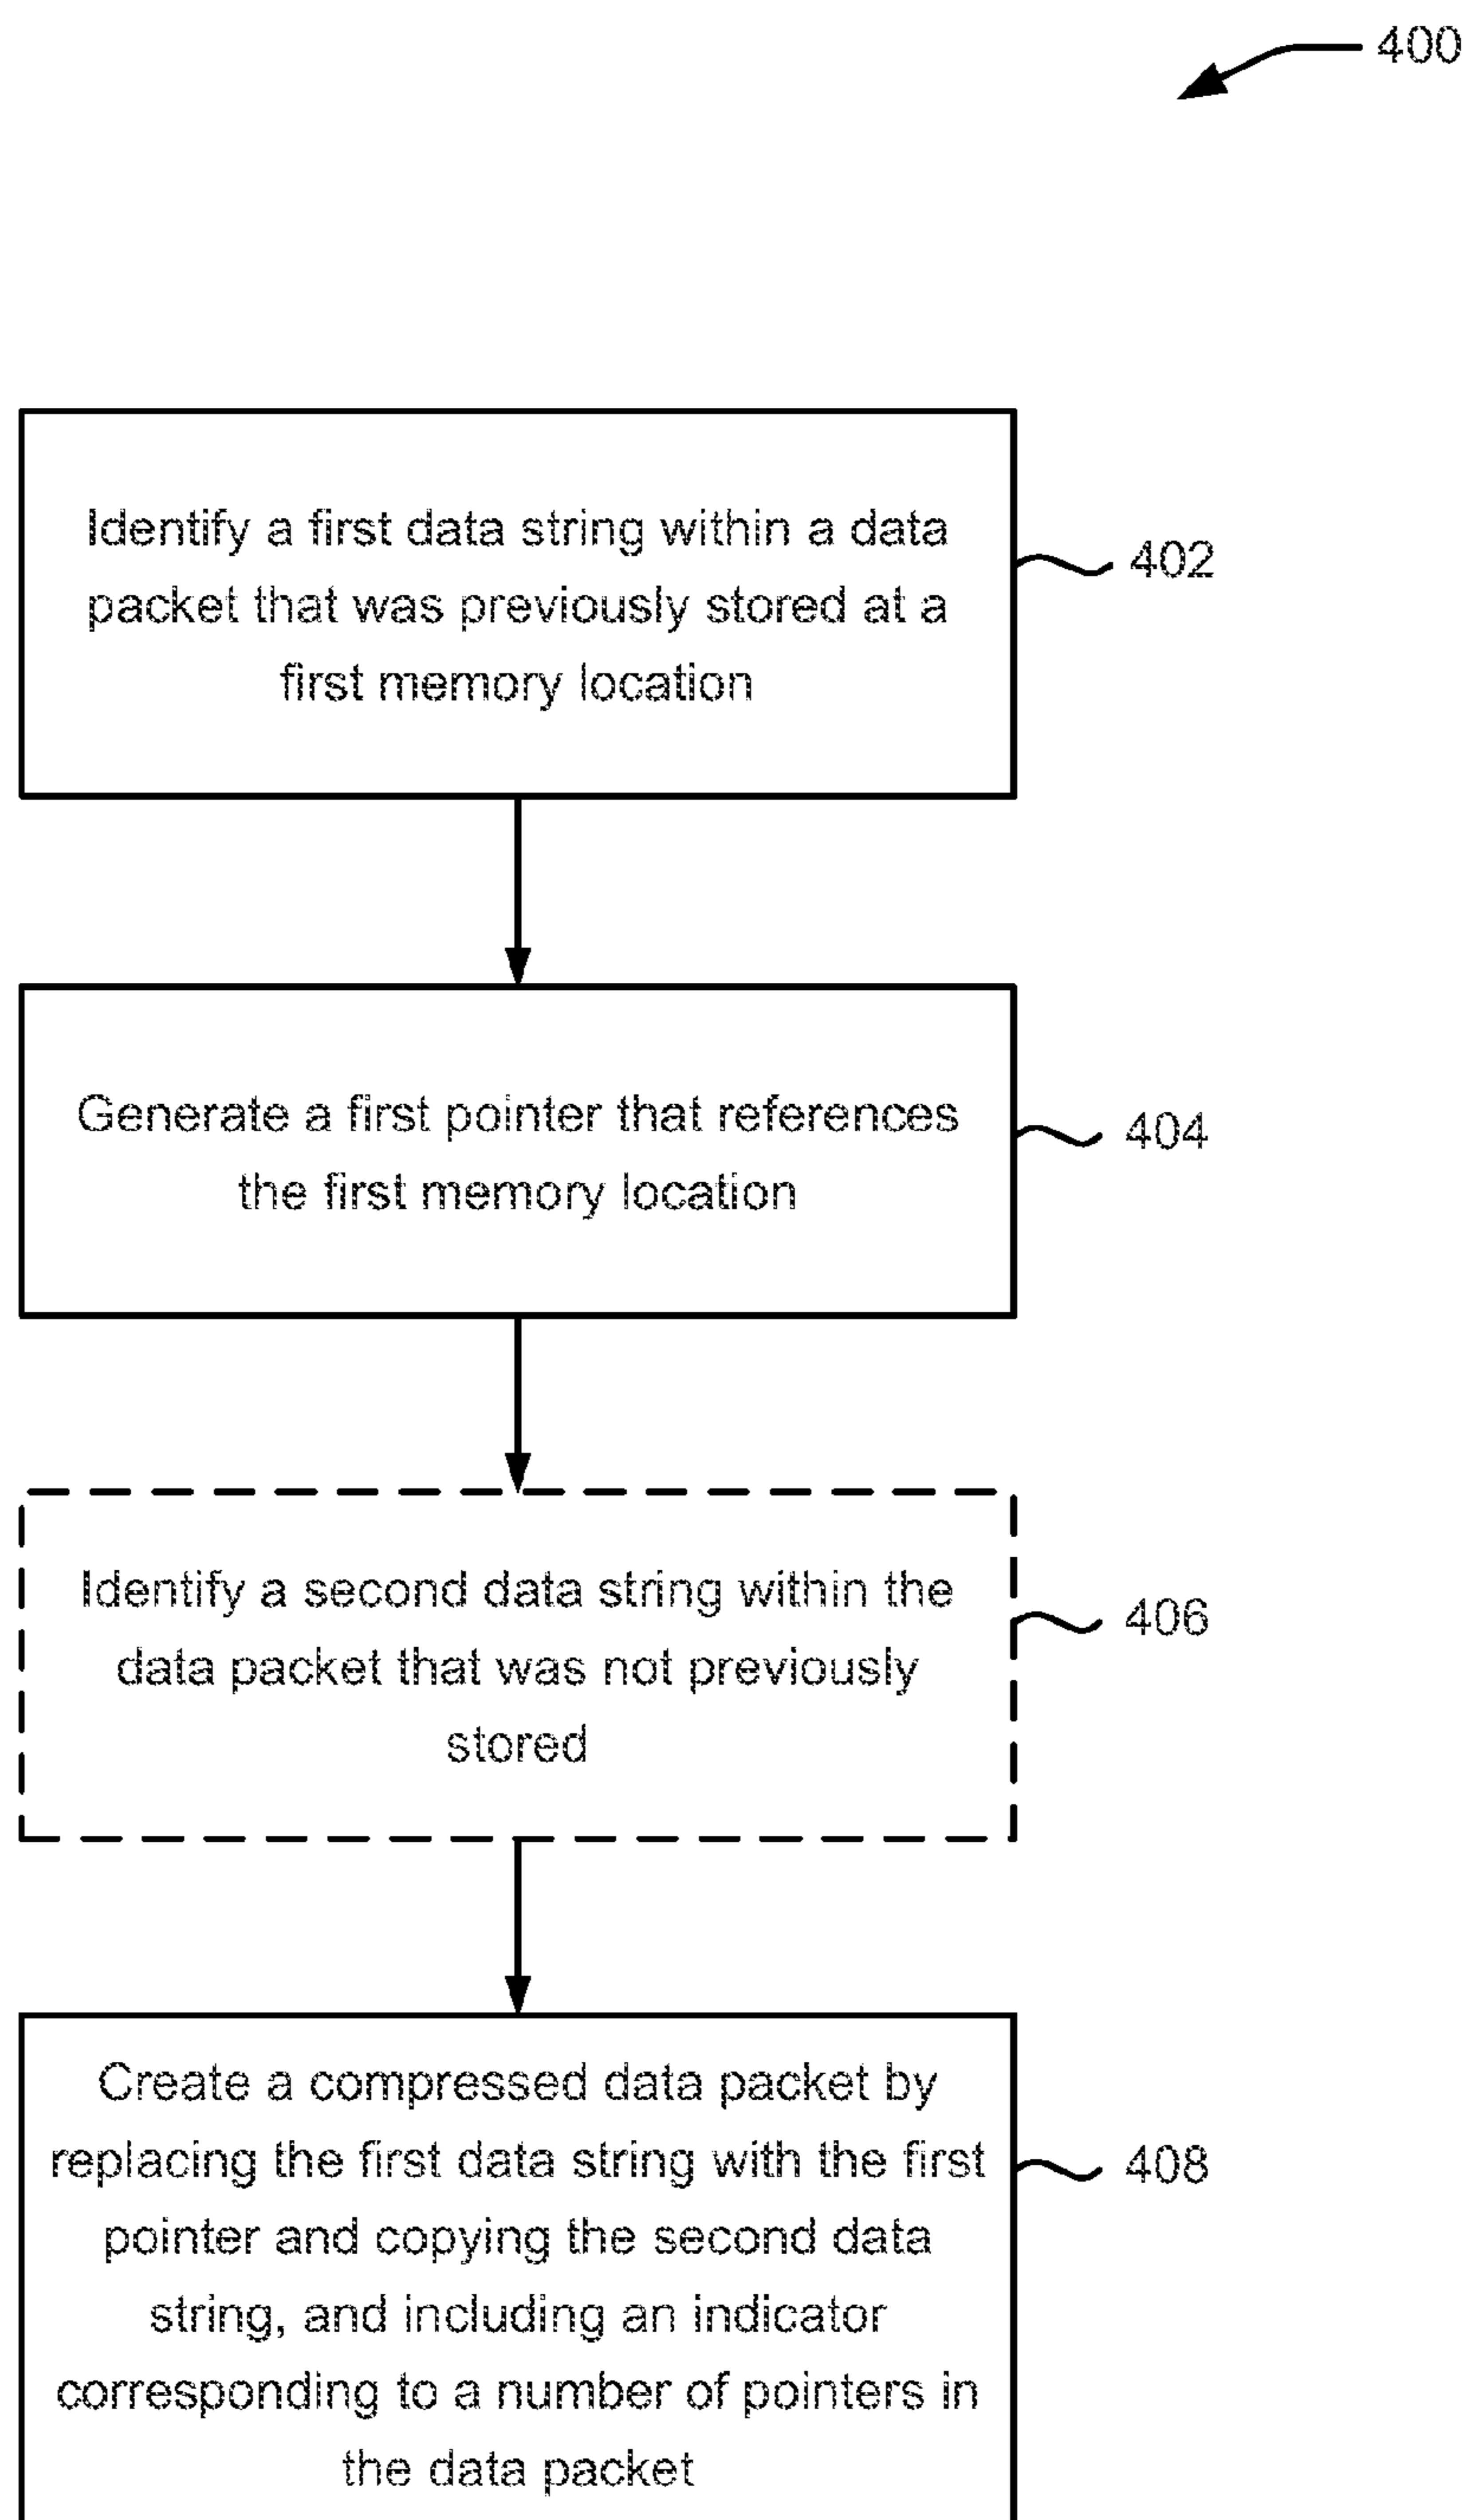 400
Identify a first data string within a data
packet that was previously stored at a
first memory location
402
Generate a first pointer that references
the first memory location
404
Identify a second data string within the
data packet that was not previously
stored
406
Create a compressed data packet by
replacing the first data string with the first
pointer and copying the second data
string, and including an indicator
corresponding to a number of pointers in
the data packet
408